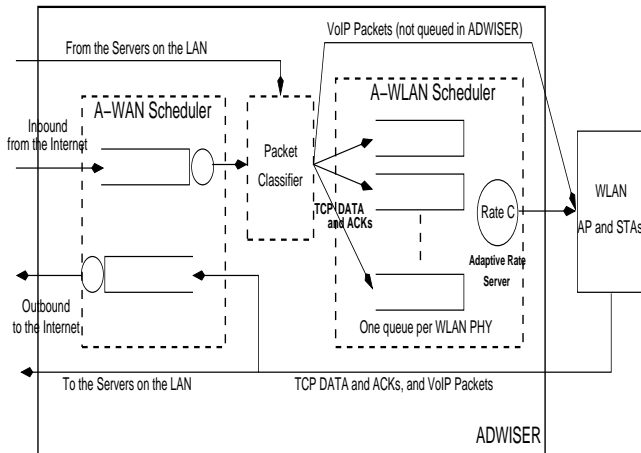 VoIP Packets (not queued in ADWISER)
From the Servers on the LAN
A-WAN Scheduler
A-WLAN Scheduler
Inbound
from the Internet
Packet
Classifier
WLAN
AP and STAs
TCP DATA
and ACKs
Rate C
Adaptive Rate
Server
Outbound
to the Internet
One queue per WLAN PHY
To the Servers on the LAN
TCP DATA and ACKs, and VoIP Packets
ADWISER